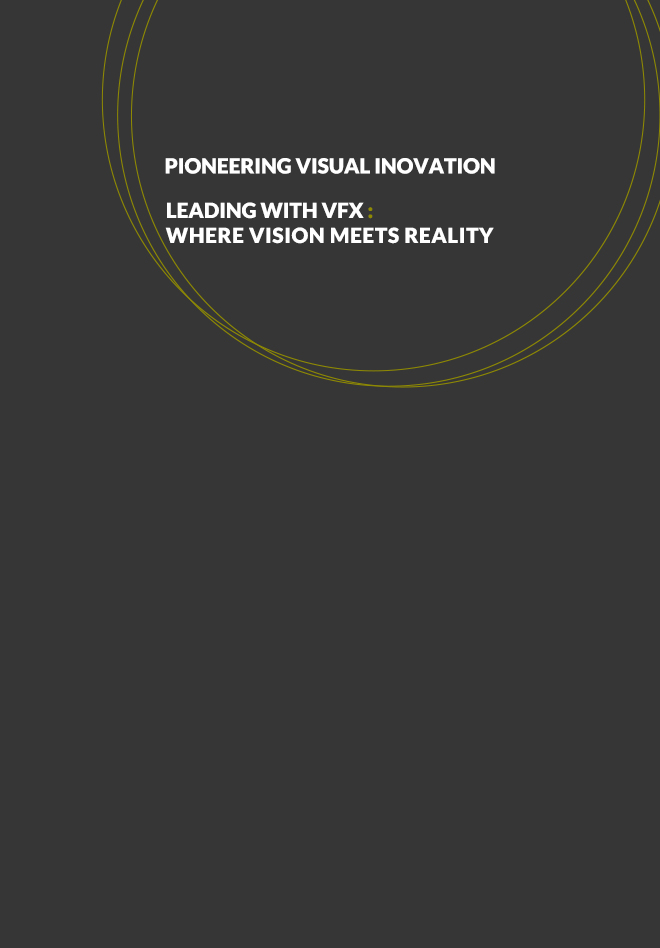 PIONEERING VISUAL INOVATION
LEADING WITH VFX :
WHERE VISION MEETS REALITY